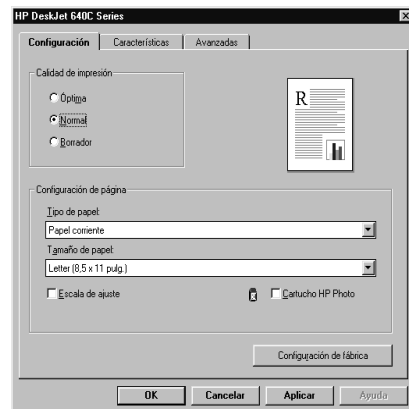 HP DeskJet 640C Series
Configuración
Características
Avanzadas
Calidad de impresión
Óptima
Normal
Borrador
R
Configuración de página
Tipo de papel:
Papel corriente
Tamaño de papel:
Letter (8,5 x 11 pulg.)
Escala de ajuste
Cartucho HP Photo
Configuración de fábrica
OK
Cancelar
Aplicar
Ayuda